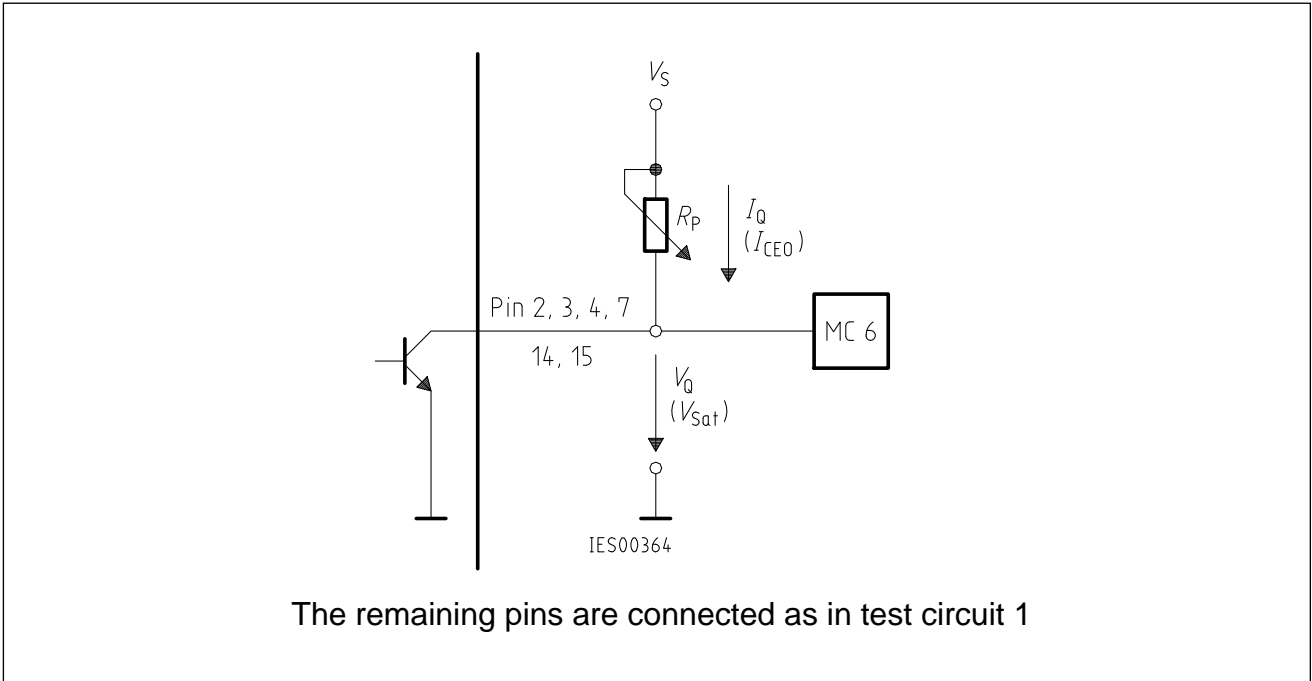 VS
RP
IQ
(ICEO)
Pin 2, 3, 4, 7
14, 15
MC 6
VQ
(VSat)
IES00364
The remaining pins are connected as in test circuit 1